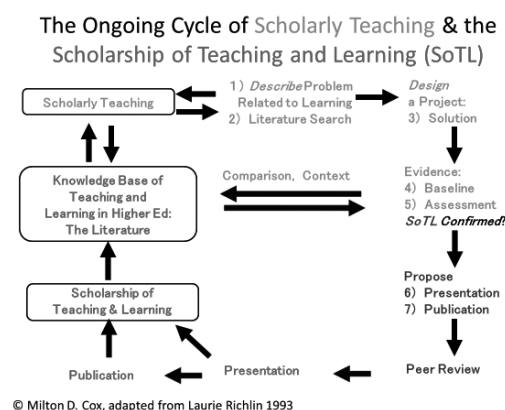 The Ongoing Cycle of Scholarly Teaching & the
Scholarship of Teaching and Learning (SoTL)
Scholarly Teaching
1) Describe Problem
Related to Learning
2) Literature Search
Design
a Project:
3) Solution
Knowledge Base of
Teaching and
Learning in Higher Ed:
The Literature
Comparison, Context
Evidence:
4) Baseline
5) Assessment
SoTL Confirmed?
Scholarship of
Teaching & Learning
Propose
6) Presentation
7) Publication
Publication
Presentation
Peer Review
© Milton D. Cox, adapted from Laurie Richlin 1993